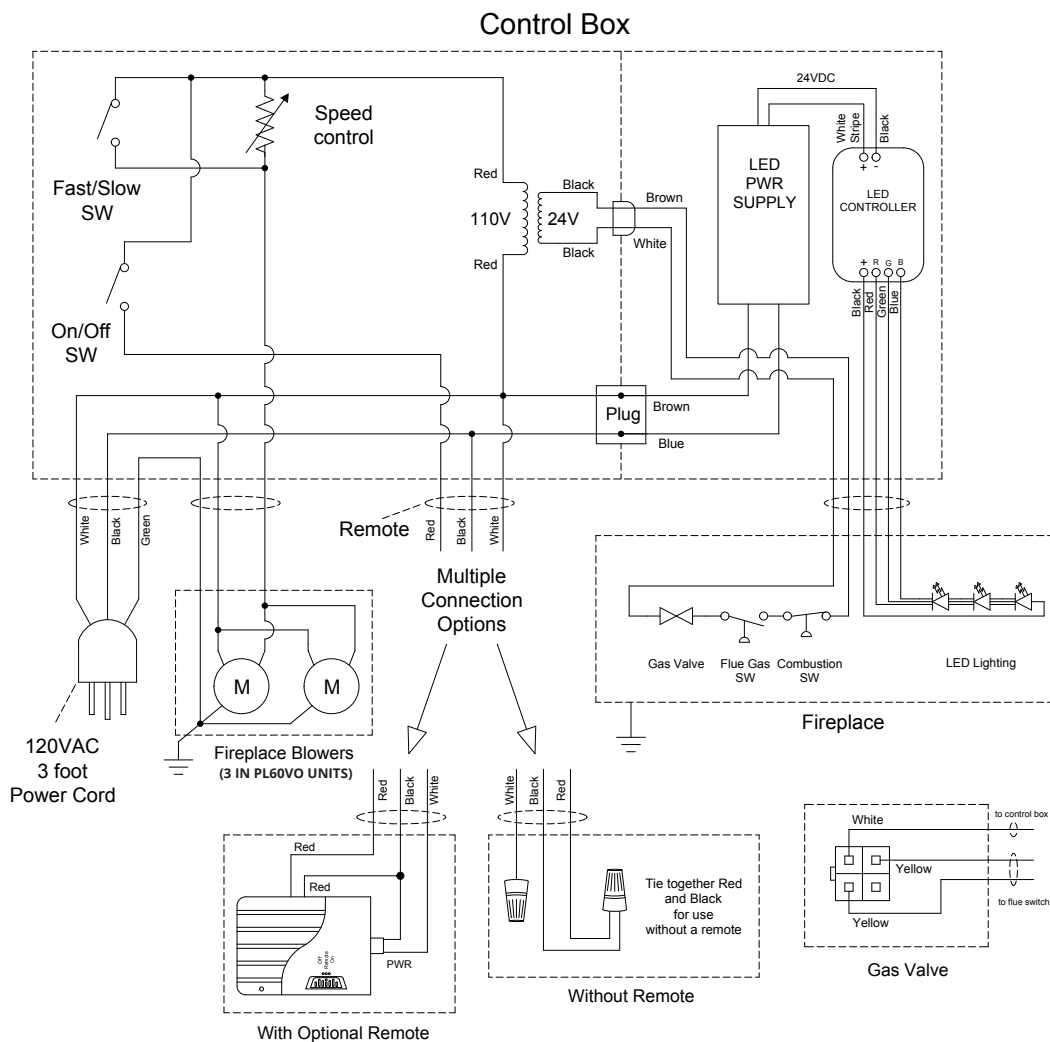 Control Box
Speed
control
Fast/Slow
SW
On/Off
SW
Red
110V
Red
Black
24V
Black
Brown
White
24VDC
White
Stripe
Black
LED
PWR
SUPPLY
+ -
LED
CONTROLLER
+ R G B
Black
Red
Green
Blue
Plug
Brown
Blue
White
Black
Green
Remote
Red
Black
White
Multiple
Connection
Options
120VAC
3 foot
Power Cord
M
M
Fireplace Blowers
(3 IN PL60VO UNITS)
Gas Valve
Flue Gas
SW
Combustion
SW
LED Lighting
Fireplace
Red
Black
White
Red
Red
Off
Remote
On
PWR
With Optional Remote
White
Black
Red
Tie together Red
and Black
for use
without a remote
Without Remote
White
Yellow
Yellow
to control box
to flue switch
Gas Valve